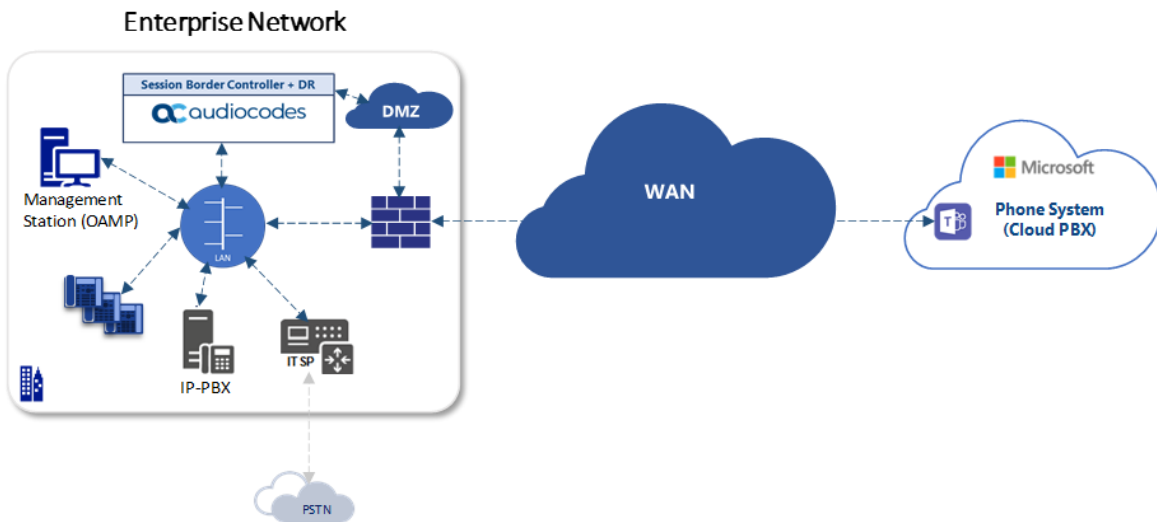 Enterprise Network
Session Border Controller + DR
audiocodes
DMZ
Management
Station (OAMP)
LAN
IP-PBX
ITSP
PSTN
WAN
Microsoft
T
Phone System
(Cloud PBX)